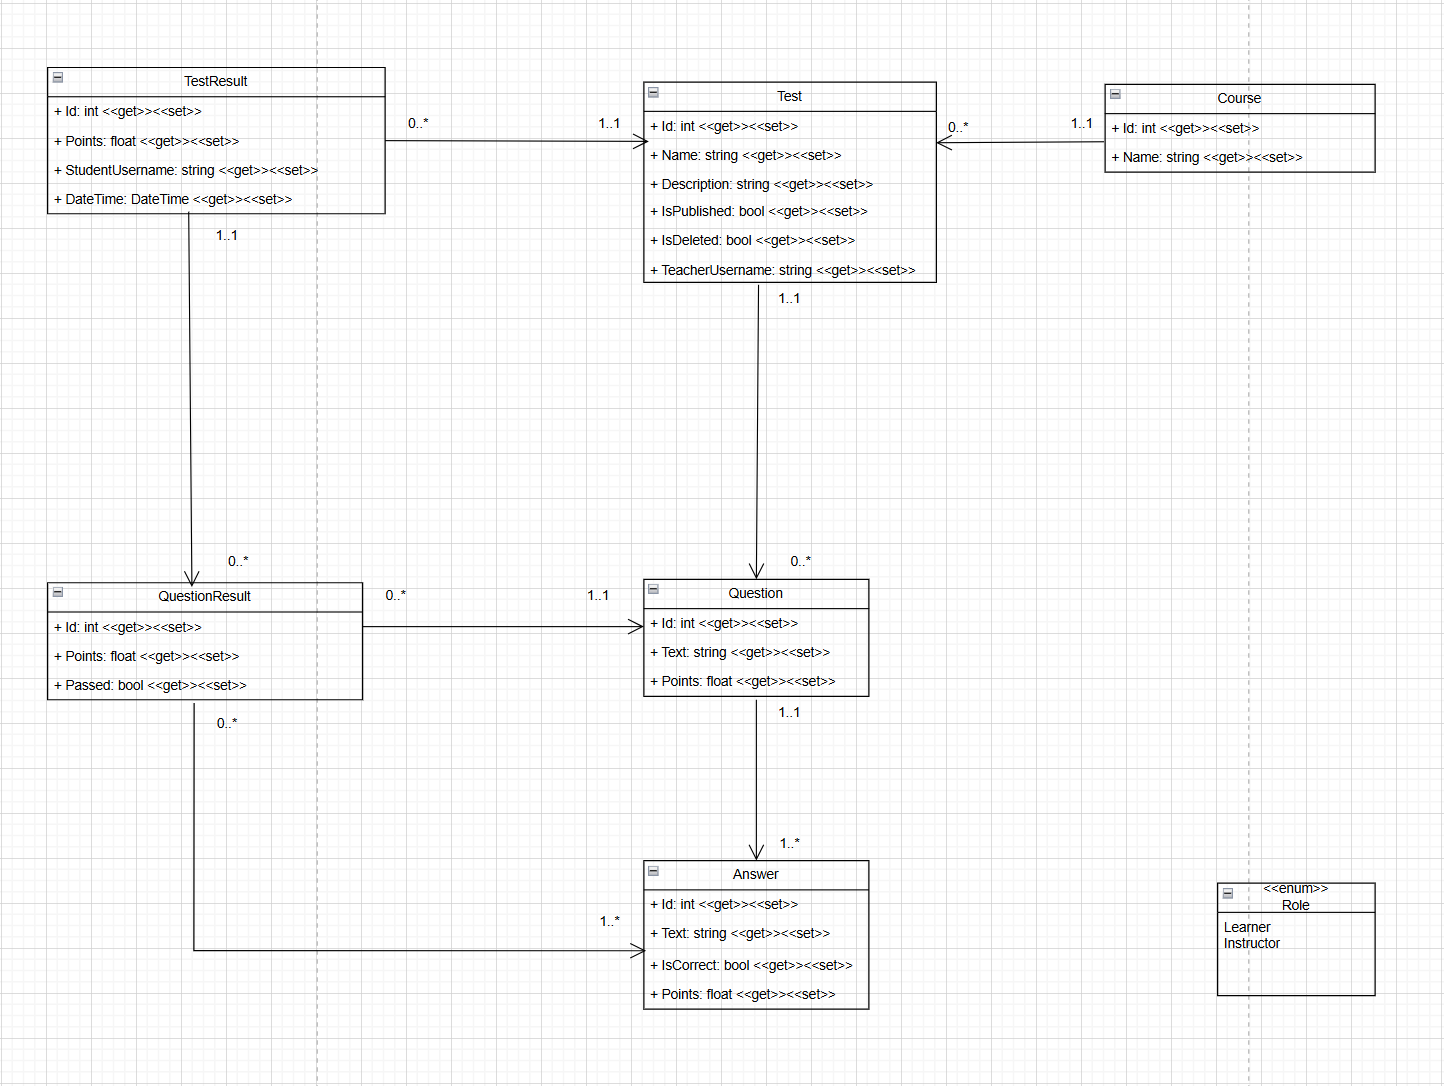 TestResult
+ Id: int <<get>><<set>>
+ Points: float <<get>><<set>>
+ StudentUsername: string <<get>><<set>>
+ DateTime: DateTime <<get>><<set>>
0..*
1..1
Test
+ Id: int <<get>><<set>>
+ Name: string <<get>><<set>>
+ Description: string <<get>><<set>>
+ IsPublished: bool <<get>><<set>>
+ IsDeleted: bool <<get>><<set>>
+ TeacherUsername: string <<get>><<set>>
0..*
1..1
Course
+ Id: int <<get>><<set>>
+ Name: string <<get>><<set>>
1..1
0..*
1..1
0..*
QuestionResult
+ Id: int <<get>><<set>>
+ Points: float <<get>><<set>>
+ Passed: bool <<get>><<set>>
0..*
1..1
Question
+ Id: int <<get>><<set>>
+ Text: string <<get>><<set>>
+ Points: float <<get>><<set>>
0..*
1..*
1..1
1..*
Answer
+ Id: int <<get>><<set>>
+ Text: string <<get>><<set>>
+ IsCorrect: bool <<get>><<set>>
+ Points: float <<get>><<set>>
<<enum>>
Role
Learner
Instructor